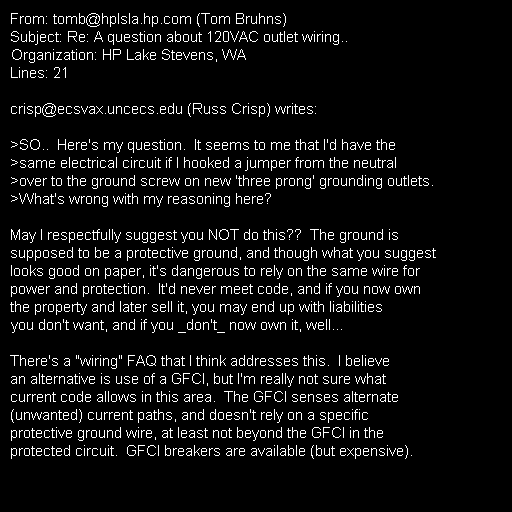 From: tomb@hplsla.hp.com (Tom Bruhns)
Subject: Re: A question about 120VAC outlet wiring..
Organization: HP Lake Stevens, WA
Lines: 21

crisp@ecsvax.uncecs.edu (Russ Crisp) writes:

>SO..  Here's my question.  It seems to me that I'd have the
>same electrical circuit if I hooked a jumper from the neutral
>over to the ground screw on new 'three prong' grounding outlets.
>What's wrong with my reasoning here?

May I respectfully suggest you NOT do this??  The ground is
supposed to be a protective ground, and though what you suggest
looks good on paper, it's dangerous to rely on the same wire for
power and protection.  It'd never meet code, and if you now own
the property and later sell it, you may end up with liabilities
you don't want, and if you _don't_ now own it, well...

There's a "wiring" FAQ that I think addresses this.  I believe
an alternative is use of a GFCI, but I'm really not sure what
current code allows in this area.  The GFCI senses alternate
(unwanted) current paths, and doesn't rely on a specific
protective ground wire, at least not beyond the GFCI in the
protected circuit.  GFCI breakers are available (but expensive).